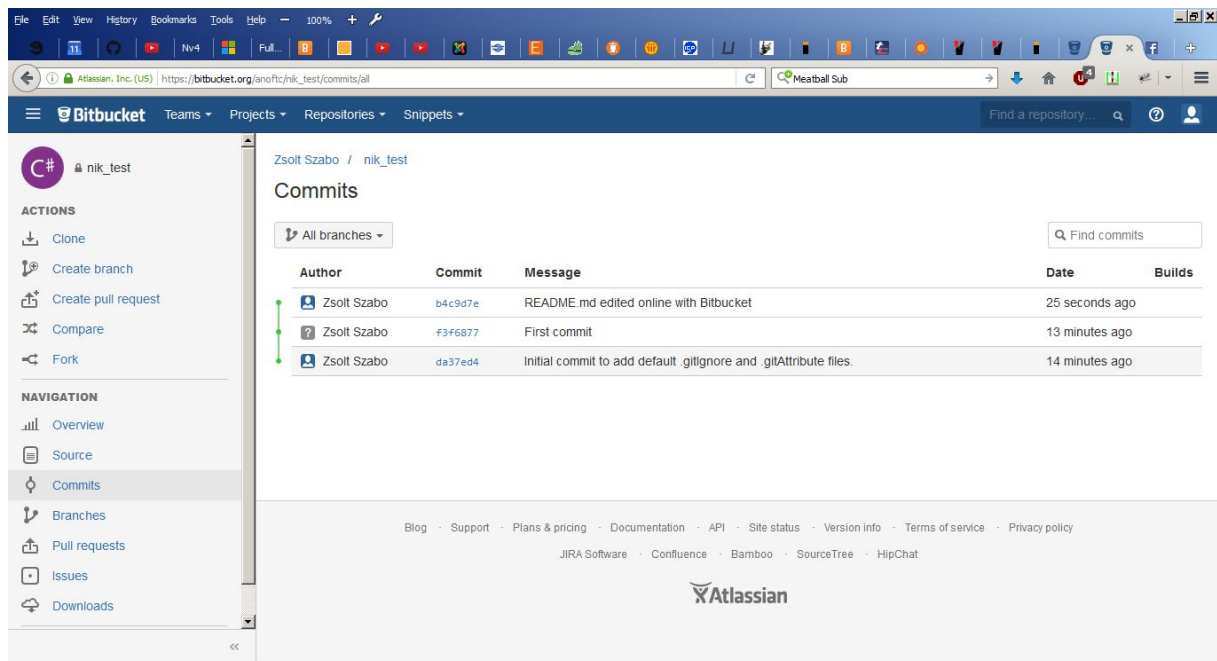 File Edit View History Bookmarks Tools Help − 100% +
11 Nv4 Full... B E ICP U B f
Atlassian, Inc. (US) https://bitbucket.org/anoftc/nik_test/commits/all Meatball Sub 4
Bitbucket Teams Projects Repositories Snippets Find a repository...
C# nik_test
Zsolt Szabo / nik_test
Commits
ACTIONS
Clone
Create branch
Create pull request
Compare
Fork
NAVIGATION
Overview
Source
Commits
Branches
Pull requests
Issues
Downloads
All branches Find commits
Author Commit Message Date Builds
Zsolt Szabo b4c9d7e README.md edited online with Bitbucket 25 seconds ago
Zsolt Szabo f3f6877 First commit 13 minutes ago
Zsolt Szabo da37ed4 Initial commit to add default .gitIgnore and .gitAttribute files. 14 minutes ago
Blog · Support · Plans & pricing · Documentation · API · Site status · Version info · Terms of service · Privacy policy
JIRA Software · Confluence · Bamboo · SourceTree · HipChat
Atlassian